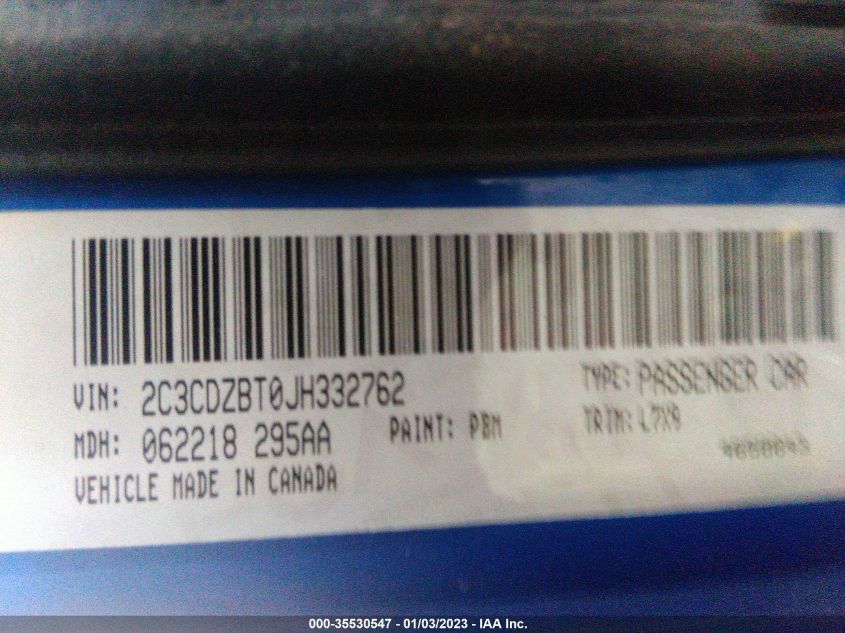 VIN: 2C3CDZBT0JH332762
TYPE: PASSENGER CAR
MDH: 062218 295AA
PAINT: PBM
TRIM: L7X9
VEHICLE MADE IN CANADA
000-35530547 - 01/03/2023 - IAA Inc.